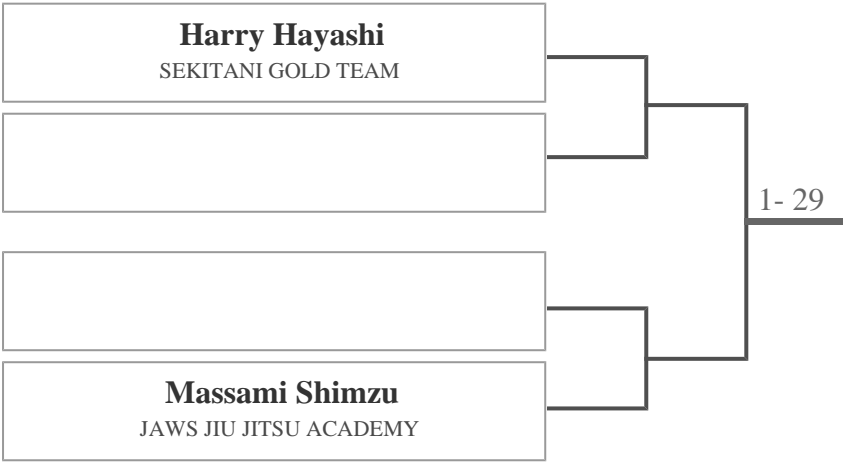 Harry Hayashi
SEKITANI GOLD TEAM
1- 29
Massami Shimzu
JAWS JIU JITSU ACADEMY